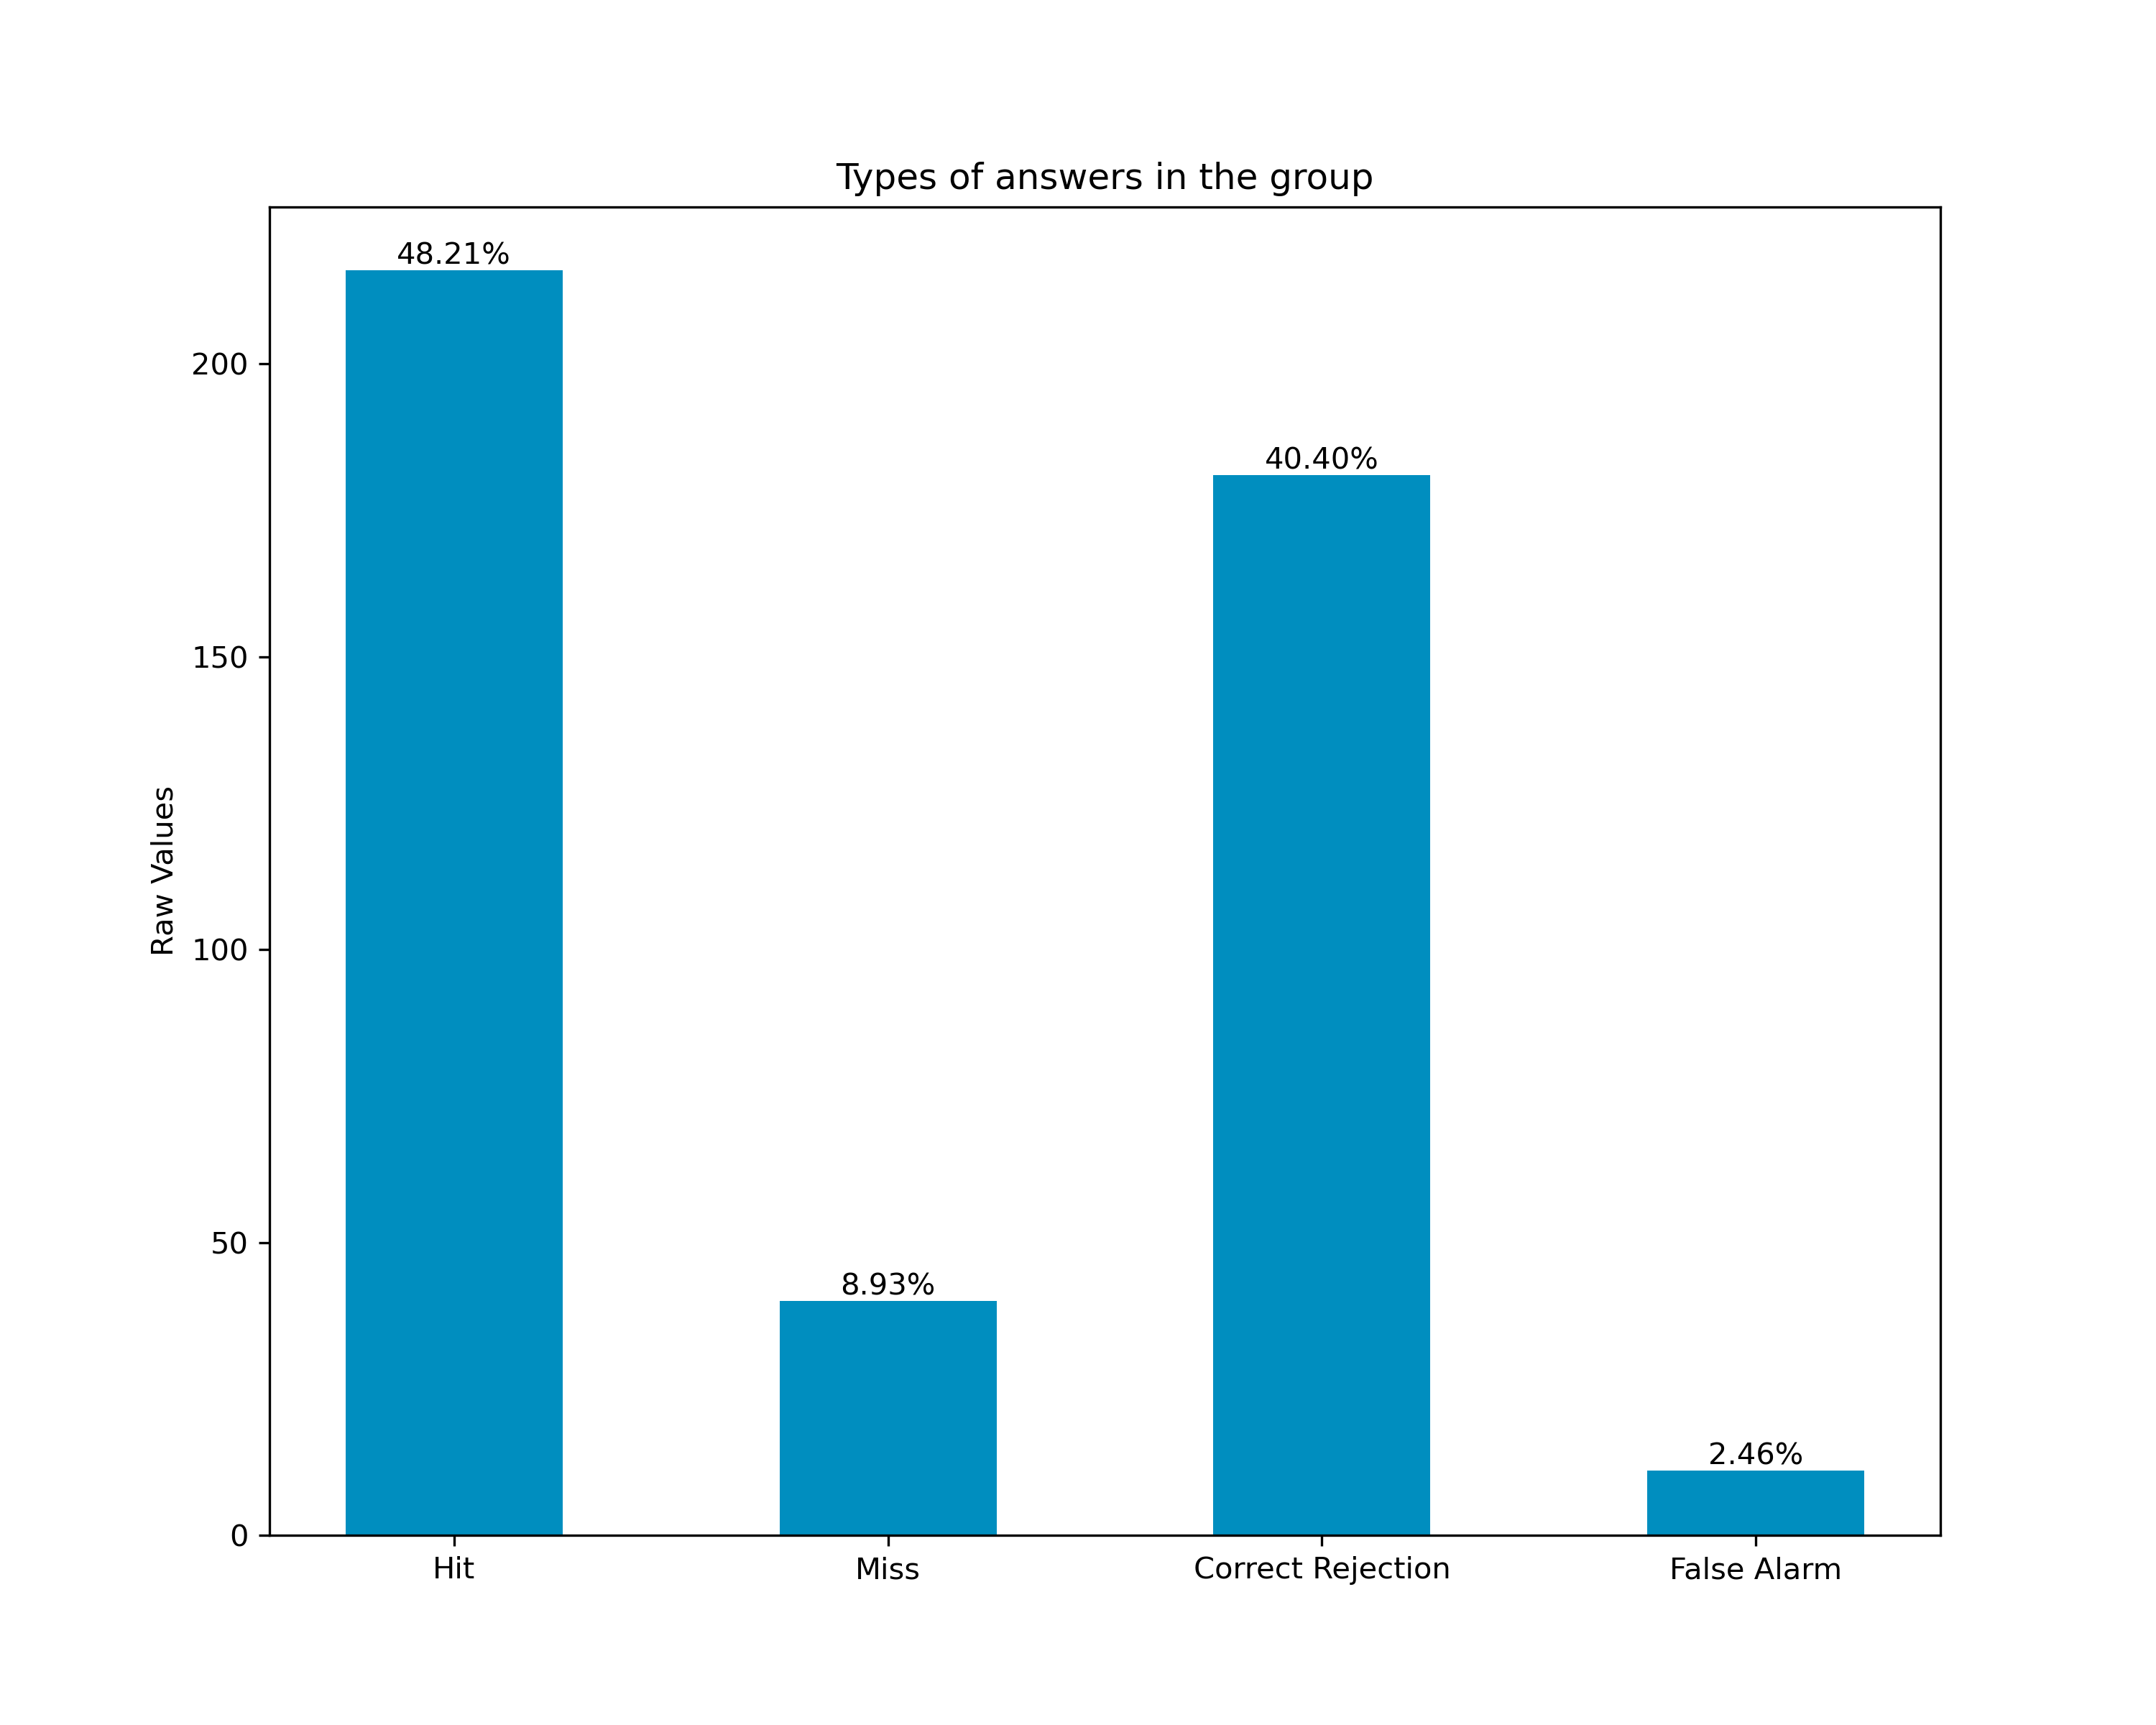 Types of answers in the group
48.21%
40.40%
8.93%
2.46%
Raw Values
200
150
100
50
0
Hit
Miss
Correct Rejection
False Alarm